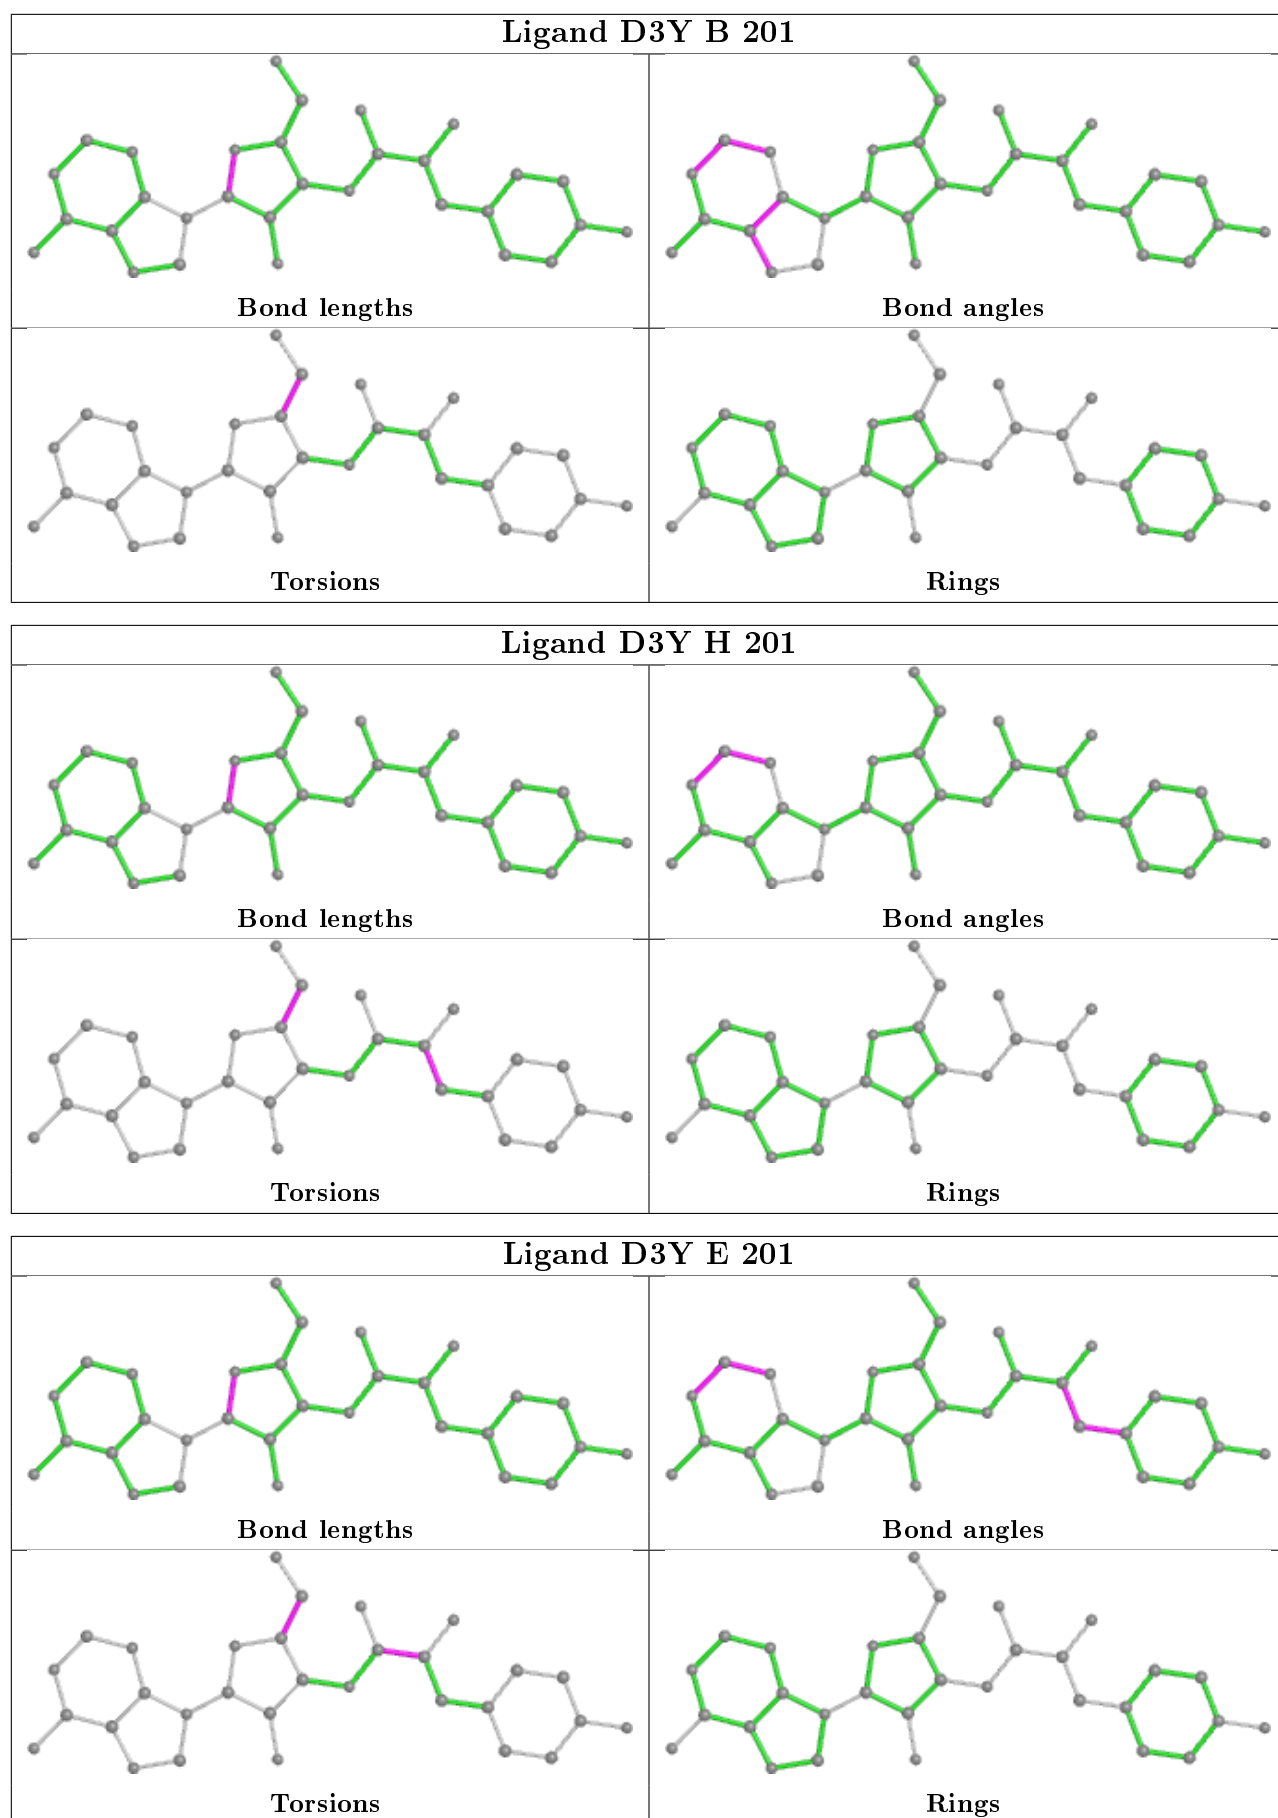 Ligand D3Y B 201
Bond lengths
Bond angles
Torsions
Rings
Ligand D3Y H 201
Bond lengths
Bond angles
Torsions
Rings
Ligand D3Y E 201
Bond lengths
Bond angles
Torsions
Rings